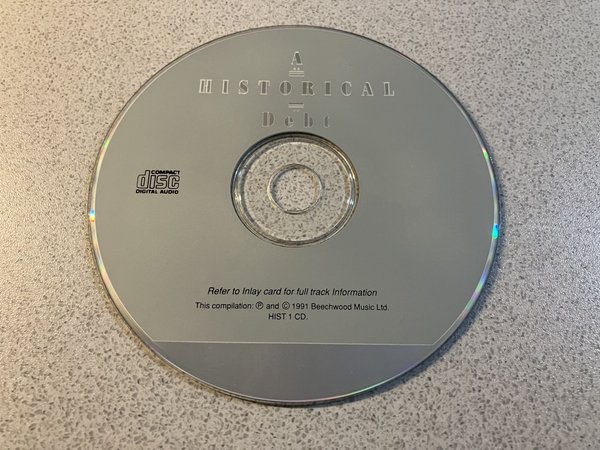 A
HISTORICAL
Debt
COMPACT
disc
DIGITAL AUDIO
Refer to Inlay card for full track Information
This compilation: ℗ and © 1991 Beechwood Music Ltd.
HIST 1 CD.